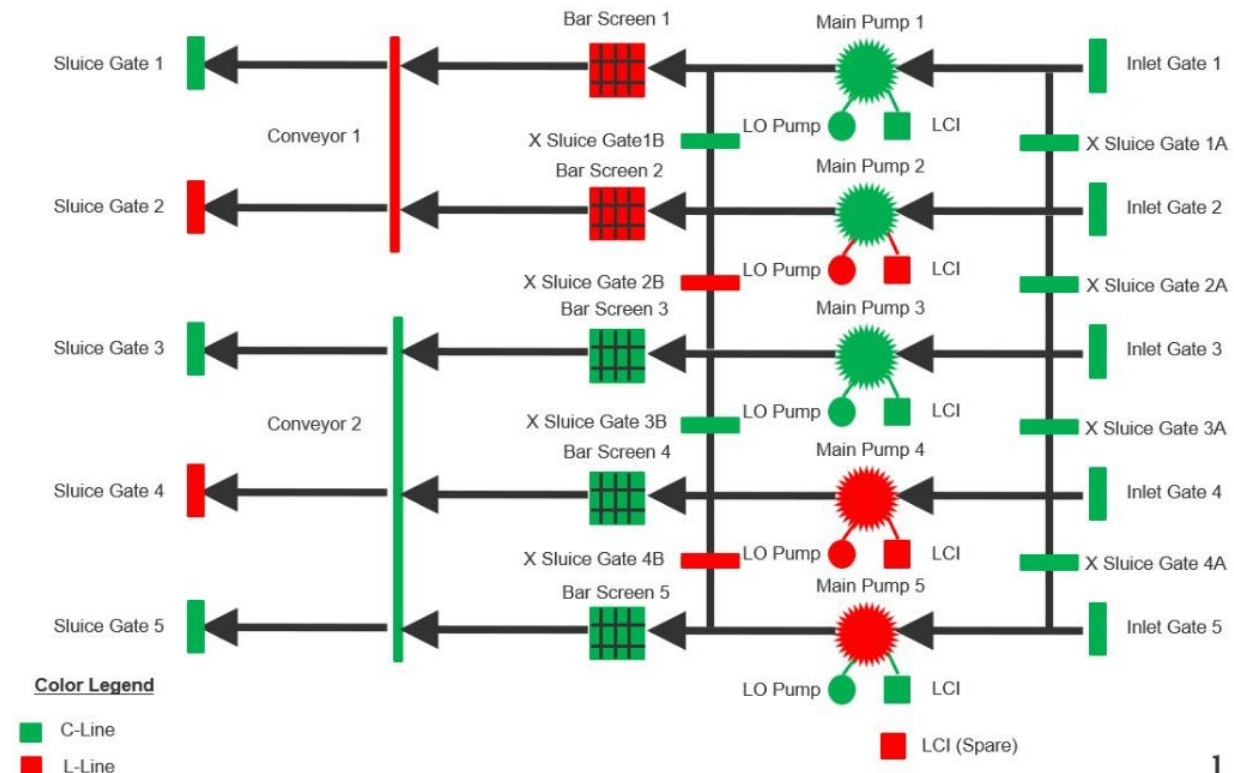 Bar Screen 1
Main Pump 1
Sluice Gate 1
Inlet Gate 1
LO Pump
LCI
Conveyor 1
X Sluice Gate1B
X Sluice Gate 1A
Bar Screen 2
Main Pump 2
Sluice Gate 2
Inlet Gate 2
LO Pump
LCI
X Sluice Gate 2B
X Sluice Gate 2A
Bar Screen 3
Main Pump 3
Sluice Gate 3
Inlet Gate 3
LO Pump
LCI
Conveyor 2
X Sluice Gate 3B
X Sluice Gate 3A
Bar Screen 4
Main Pump 4
Sluice Gate 4
Inlet Gate 4
LO Pump
LCI
X Sluice Gate 4B
X Sluice Gate 4A
Bar Screen 5
Main Pump 5
Sluice Gate 5
Inlet Gate 5
LO Pump
LCI
Color Legend
C-Line
L-Line
LCI (Spare)
1